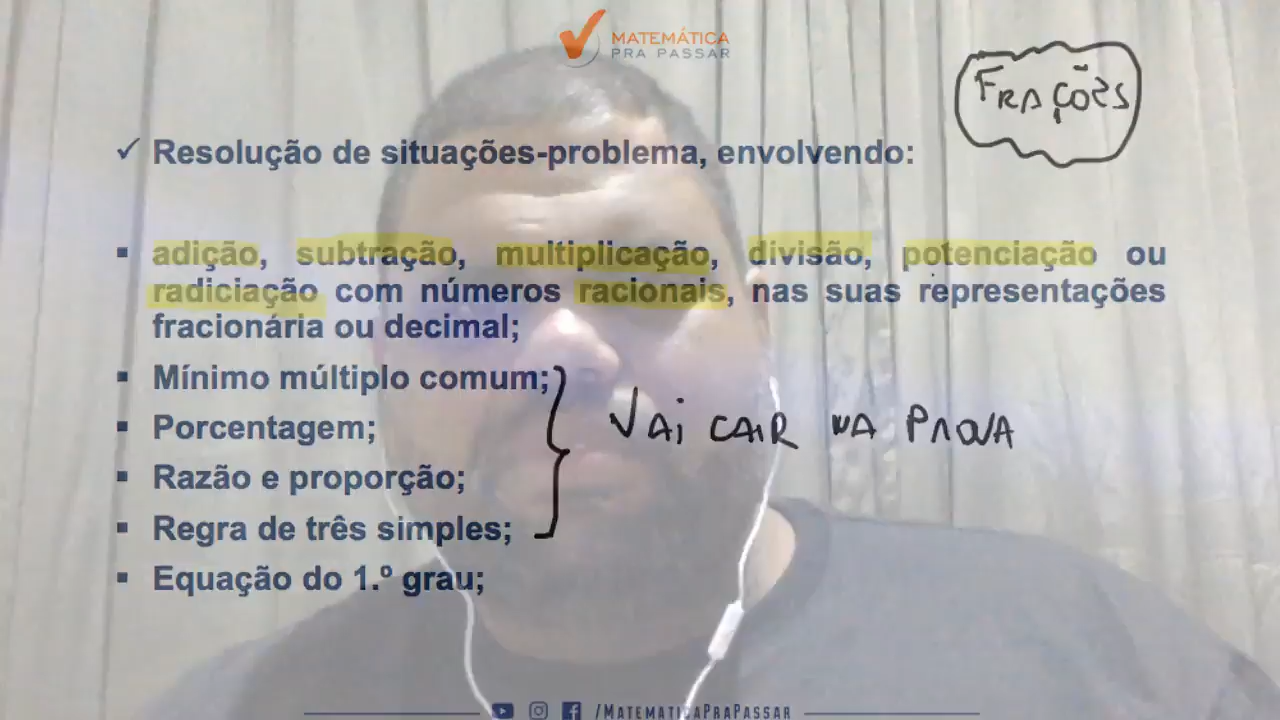 MATEMÁTICA
PRA PASSAR
FRAÇÕES
✓ Resolução de situações-problema, envolvendo:
▪ adição, subtração, multiplicação, divisão, potenciação ou
radiciação com números racionais, nas suas representações
fracionária ou decimal;
▪ Mínimo múltiplo comum;
▪ Porcentagem;
▪ Razão e proporção;
▪ Regra de três simples;
▪ Equação do 1.º grau;
VAi CAIR NA PROVA
/MATEMATICAPRAPASSAR